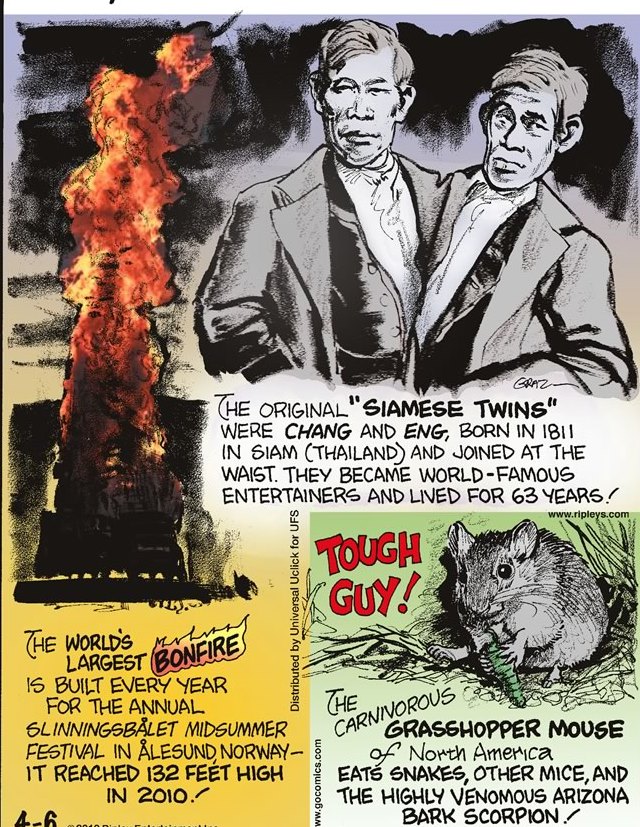 GRAZ
THE ORIGINAL "SIAMESE TWINS"
WERE CHANG AND ENG, BORN IN 1811
IN SIAM (THAILAND) AND JOINED AT THE
WAIST. THEY BECAME WORLD-FAMOUS
ENTERTAINERS AND LIVED FOR 63 YEARS!
www.ripleys.com
Distributed by Universal Uclick for UFS
THE WORLD'S
LARGEST BONFIRE
IS BUILT EVERY YEAR
FOR THE ANNUAL
SLINNINGSBÅLET MIDSUMMER
FESTIVAL IN ÅLESUND, NORWAY—
IT REACHED 132 FEET HIGH
IN 2010!
4-6
TOUGH
GUY!
THE
CARNIVOROUS
GRASSHOPPER MOUSE
of North America
EATS SNAKES, OTHER MICE, AND
THE HIGHLY VENOMOUS ARIZONA
BARK SCORPION!
www.gocomics.com